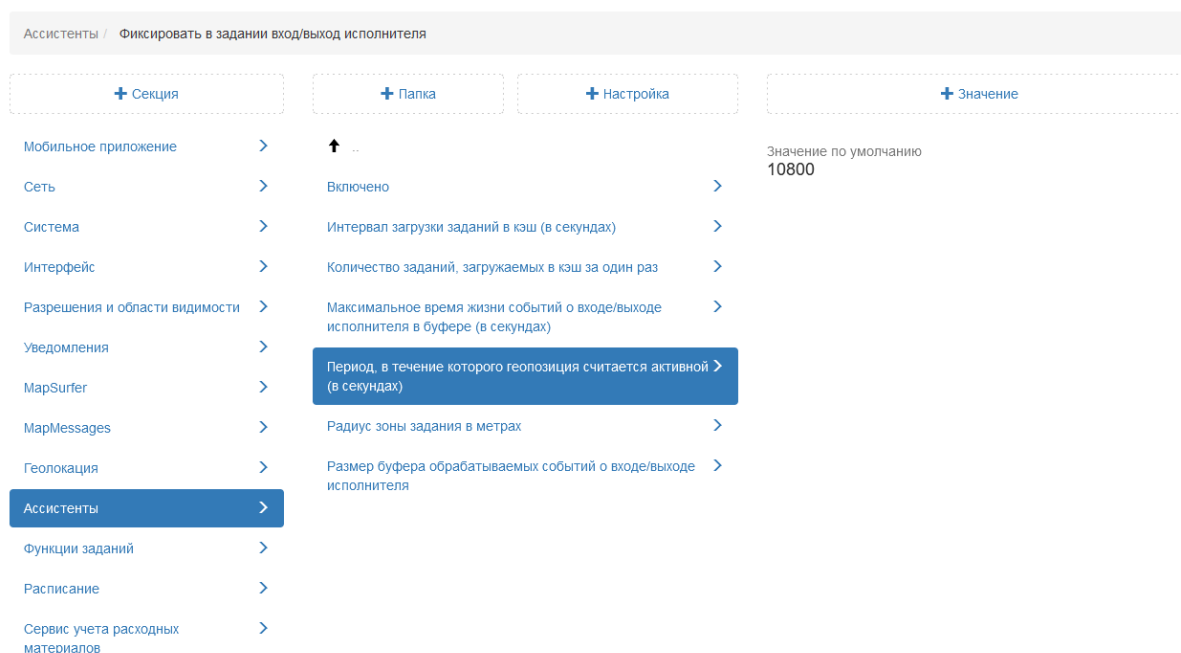 Ассистенты / Фиксировать в задании вход/выход исполнителя
+ Секция
+ Папка
+ Настройка
+ Значение
Мобильное приложение
Сеть
Система
Интерфейс
Разрешения и области видимости
Уведомления
MapSurfer
MapMessages
Геолокация
Ассистенты
Функции заданий
Расписание
Сервис учета расходных
материалов
..
Включено
Интервал загрузки заданий в кэш (в секундах)
Количество заданий, загружаемых в кэш за один раз
Максимальное время жизни событий о входе/выходе
исполнителя в буфере (в секундах)
Период, в течение которого геопозиция считается активной
(в секундах)
Радиус зоны задания в метрах
Размер буфера обрабатываемых событий о входе/выходе
исполнителя
Значение по умолчанию
10800